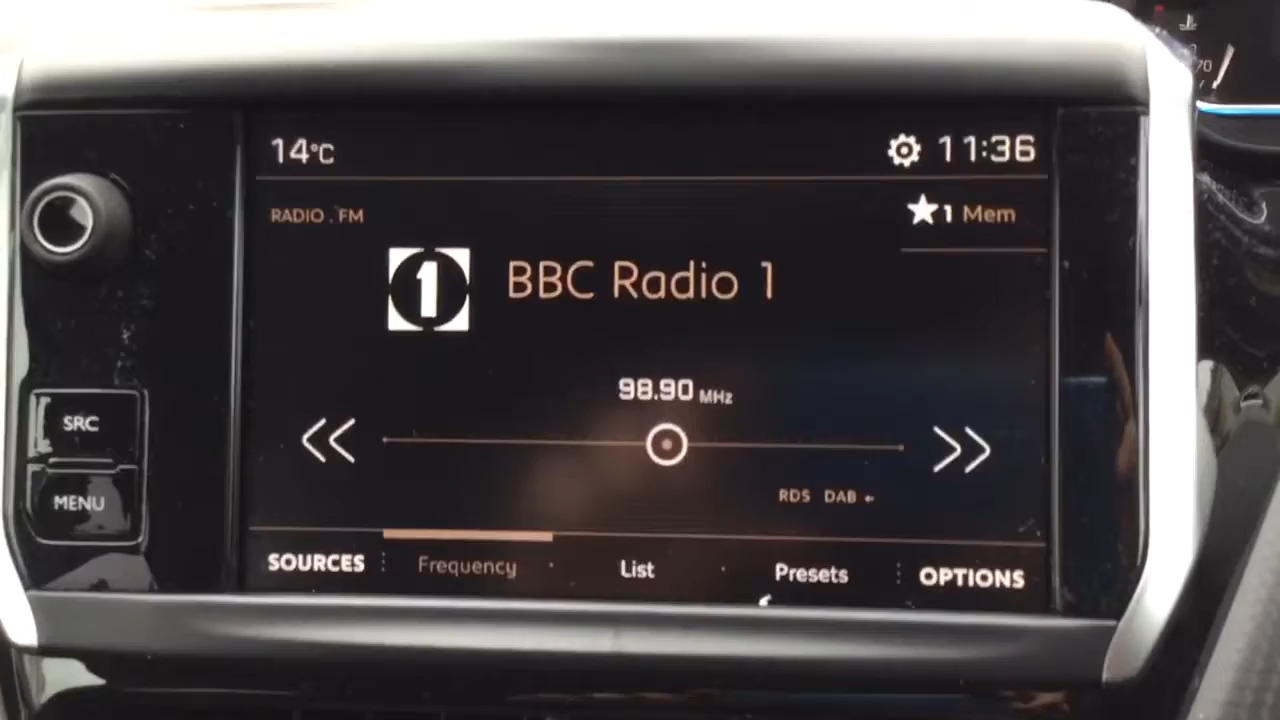 14°C
11:36
RADIO . FM
1 Mem
1
BBC Radio 1
98.90 MHz
SRC
MENU
RDS DAB
SOURCES
Frequency
List
Presets
OPTIONS
70